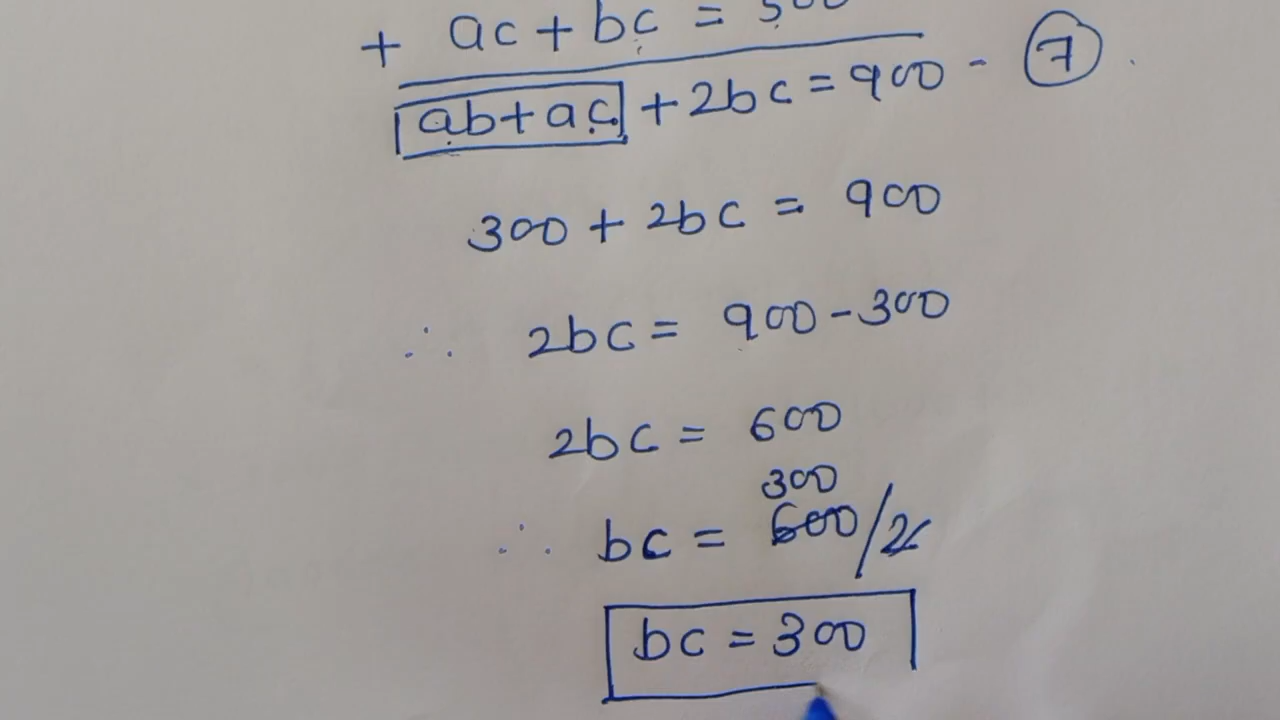 + ac + bc = 500
ab + ac + 2bc = 900 - 7
300 + 2bc = 900
∴ 2bc = 900 - 300
2bc = 600
300
∴ bc = 600/2
bc = 300